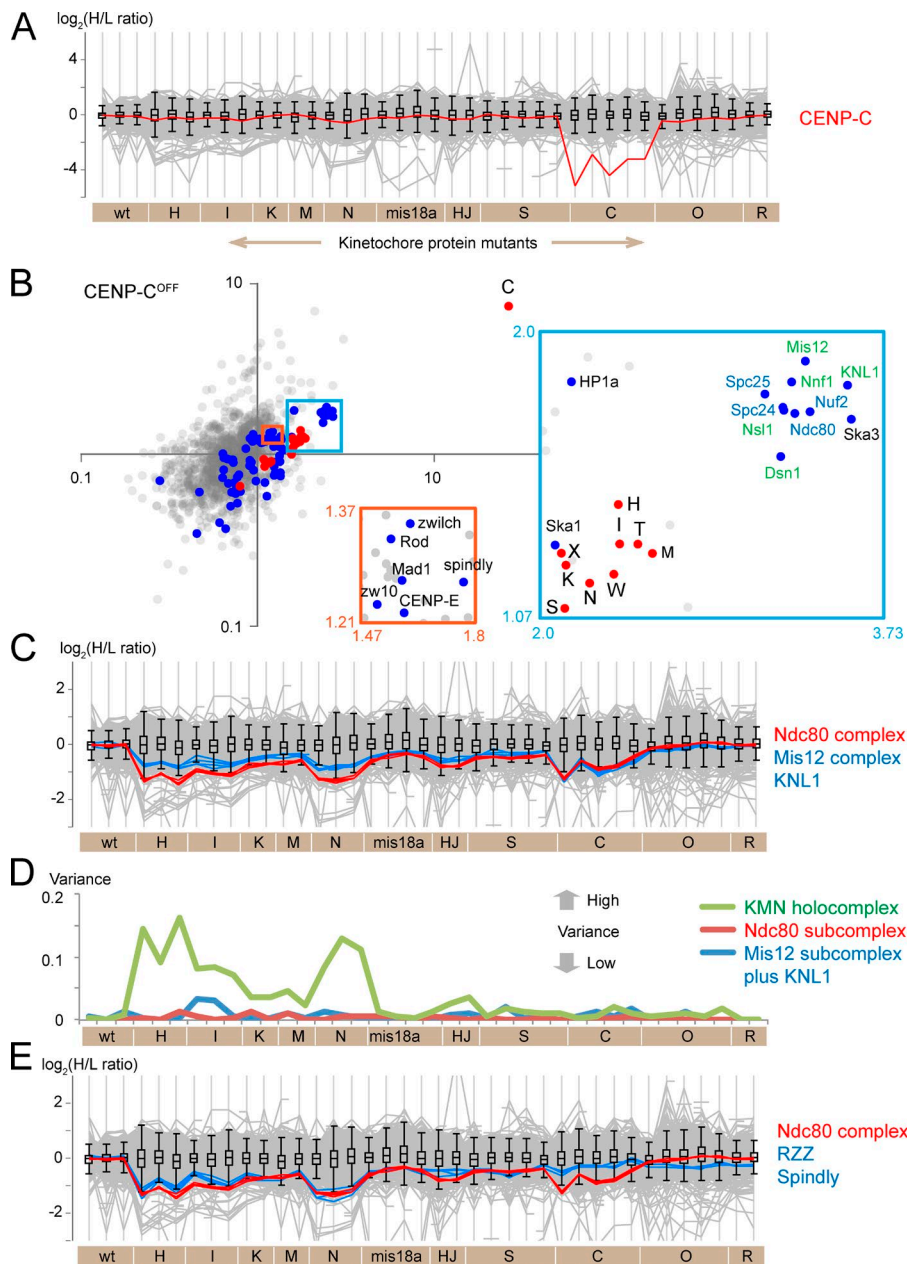 A
log2(H/L ratio)
4
0
-4
CENP-C
wt H I K M N mis18a HJ S C O R
Kinetochore protein mutants
B
CENP-C^OFF
10
0.1
10
0.1
C
2.0
Mis12
HP1a
Spc25
Nnf1
KNL1
Spc24
Nuf2
Nsl1
Ndc80
Ska3
Dsn1
H
Ska1
I
T
X
M
K
N
W
S
1.07
2.0
3.73
1.37
zwilch
Rod
Mad1
spindly
zw10
CENP-E
1.21
1.47
1.8
C
log2(H/L ratio)
2
0
-2
Ndc80 complex
Mis12 complex
KNL1
wt H I K M N mis18a HJ S C O R
D
Variance
0.2
0.1
0
High
Variance
Low
KMN holocomplex
Ndc80 subcomplex
Mis12 subcomplex
plus KNL1
wt H I K M N mis18a HJ S C O R
E
log2(H/L ratio)
2
0
-2
Ndc80 complex
RZZ
Spindly
wt H I K M N mis18a HJ S C O R